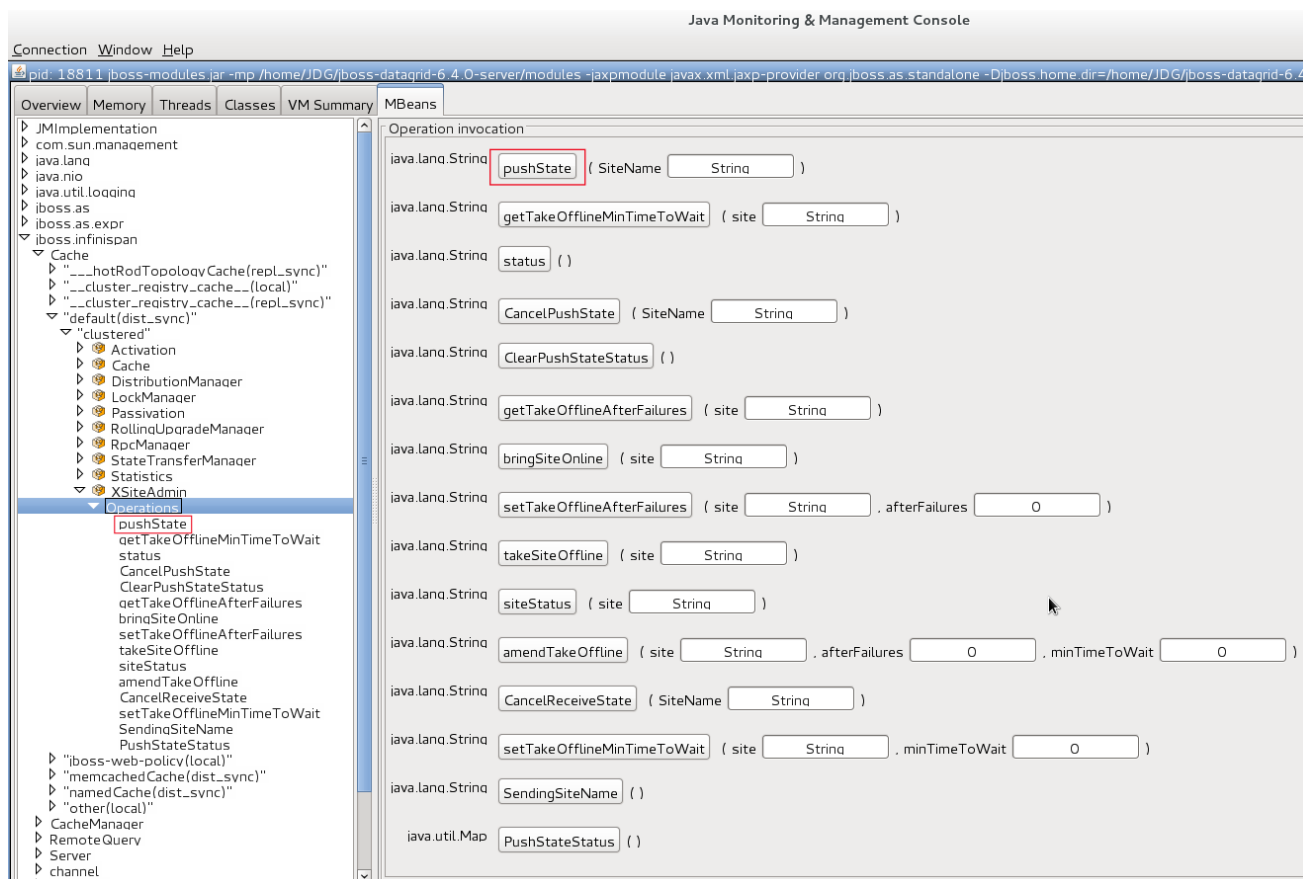 Java Monitoring & Management Console
Connection Window Help
pid: 18811 jboss-modules.jar -mp /home/JDG/jboss-datagrid-6.4.0-server/modules -jaxpmodule javax.xml.jaxp-provider org.jboss.as.standalone -Djboss.home.dir=/home/JDG/jboss-datagrid-6.4
Overview Memory Threads Classes VM Summary MBeans
JMImplementation
com.sun.management
java.lang
java.nio
java.util.logging
jboss.as
jboss.as.expr
jboss.infinispan
Cache
"___hotRodTopologyCache(repl_sync)"
"__cluster_registry_cache__(local)"
"__cluster_registry_cache__(repl_sync)"
"default(dist_sync)"
"clustered"
Activation
Cache
DistributionManager
LockManager
Passivation
RollingUpgradeManager
RpcManager
StateTransferManager
Statistics
XSiteAdmin
Operations
pushState
getTakeOfflineMinTimeToWait
status
CancelPushState
ClearPushStateStatus
getTakeOfflineAfterFailures
bringSiteOnline
setTakeOfflineAfterFailures
takeSiteOffline
siteStatus
amendTakeOffline
CancelReceiveState
setTakeOfflineMinTimeToWait
SendingSiteName
PushStateStatus
"jboss-web-policy(local)"
"memcachedCache(dist_sync)"
"namedCache(dist_sync)"
"other(local)"
CacheManager
RemoteQuery
Server
channel
Operation invocation
java.lang.String pushState ( SiteName String )
java.lang.String getTakeOfflineMinTimeToWait ( site String )
java.lang.String status ( )
java.lang.String CancelPushState ( SiteName String )
java.lang.String ClearPushStateStatus ( )
java.lang.String getTakeOfflineAfterFailures ( site String )
java.lang.String bringSiteOnline ( site String )
java.lang.String setTakeOfflineAfterFailures ( site String , afterFailures 0 )
java.lang.String takeSiteOffline ( site String )
java.lang.String siteStatus ( site String )
java.lang.String amendTakeOffline ( site String , afterFailures 0 , minTimeToWait 0 )
java.lang.String CancelReceiveState ( SiteName String )
java.lang.String setTakeOfflineMinTimeToWait ( site String , minTimeToWait 0 )
java.lang.String SendingSiteName ( )
java.util.Map PushStateStatus ( )